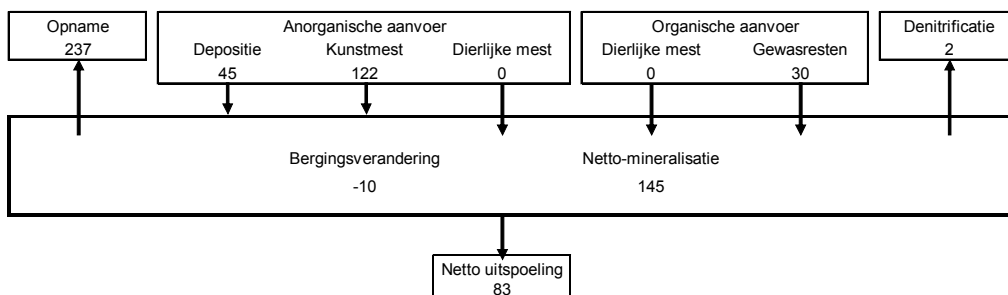 Opname
237
Anorganische aanvoer
Depositie Kunstmest Dierlijke mest
45 122 0
Organische aanvoer
Dierlijke mest Gewasresten
0 30
Denitrificatie
2
Bergingsverandering Netto-mineralisatie
-10 145
Netto uitspoeling
83